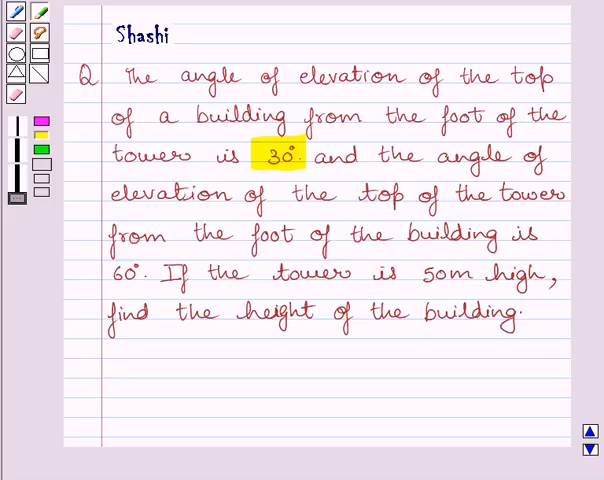 Shashi
Q The angle of elevation of the top
of a building from the foot of the
tower is 30°. and the angle of
elevation of the top of the tower
from the foot of the building is
60°. If the tower is 50m high,
find the height of the building.